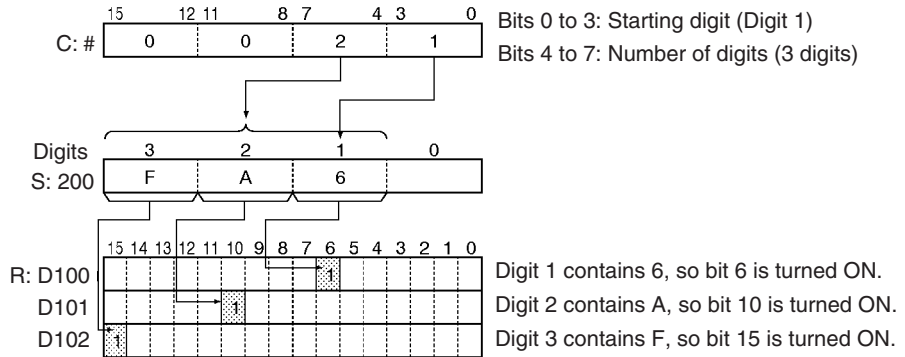 15 12 11 8 7 4 3 0
C: # 0 0 2 1
Bits 0 to 3: Starting digit (Digit 1)
Bits 4 to 7: Number of digits (3 digits)
Digits 3 2 1 0
S: 200 F A 6
15 14 13 12 11 10 9 8 7 6 5 4 3 2 1 0
R: D100 1 Digit 1 contains 6, so bit 6 is turned ON.
D101 1 Digit 2 contains A, so bit 10 is turned ON.
D102 1 Digit 3 contains F, so bit 15 is turned ON.